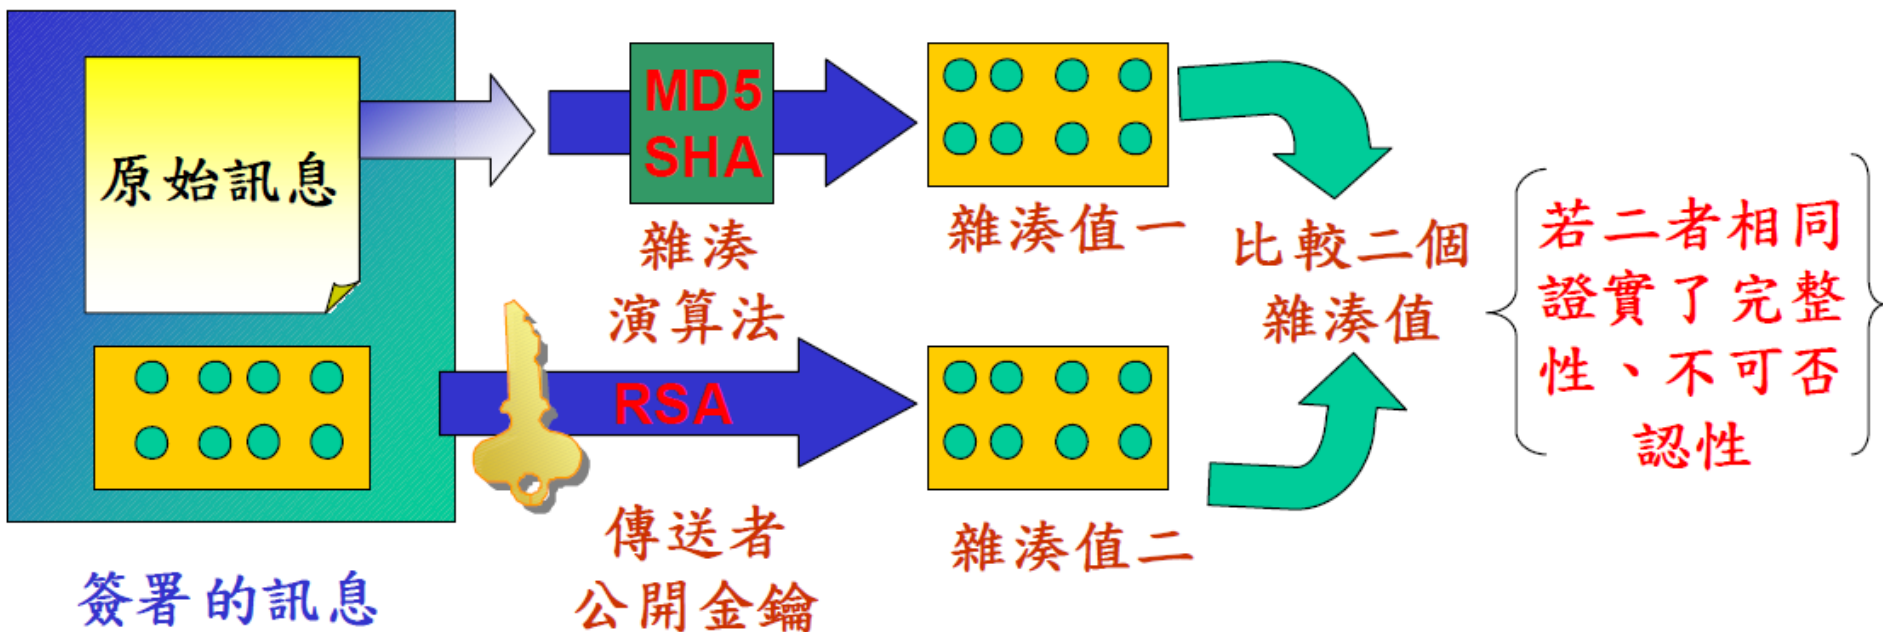 原始訊息
MD5
SHA
雜湊
演算法
雜湊值一
比較二個
雜湊值
若二者相同
證實了完整
性、不可否
認性
RSA
傳送者
公開金鑰
雜湊值二
簽署的訊息